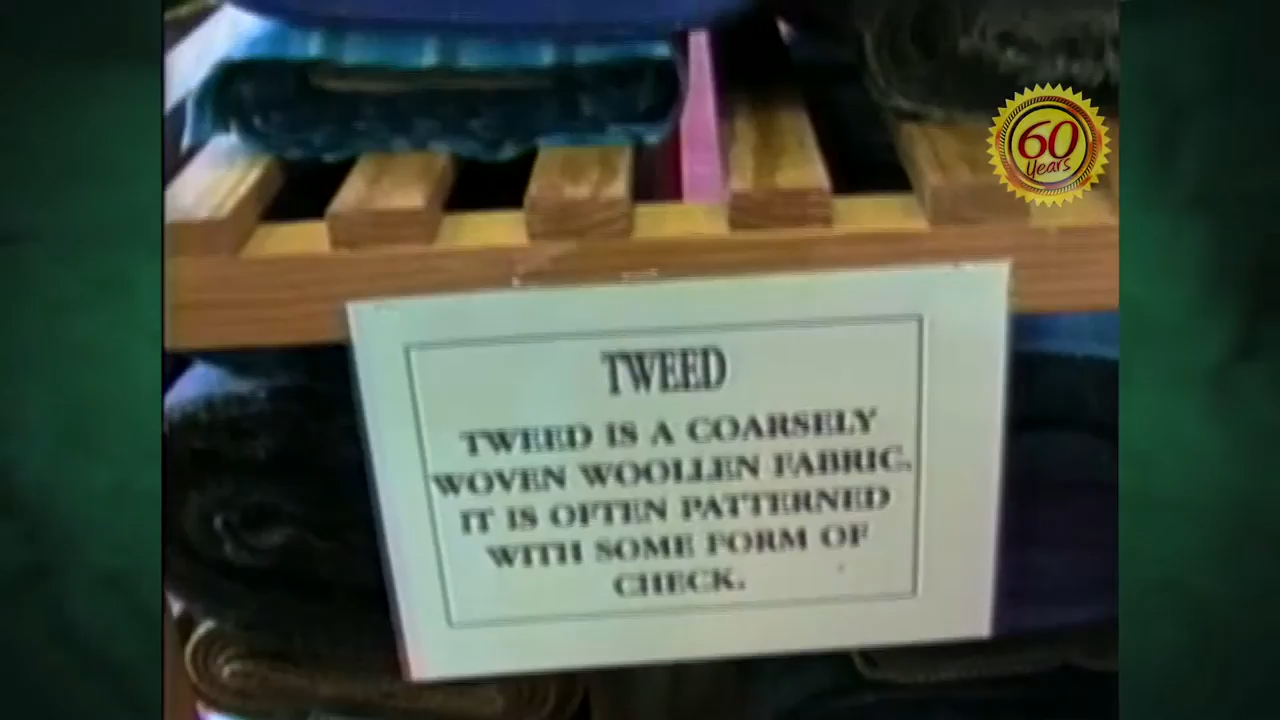 60
Years
TWEED
TWEED IS A COARSELY
WOVEN WOOLLEN FABRIC.
IT IS OFTEN PATTERNED
WITH SOME FORM OF
CHECK.